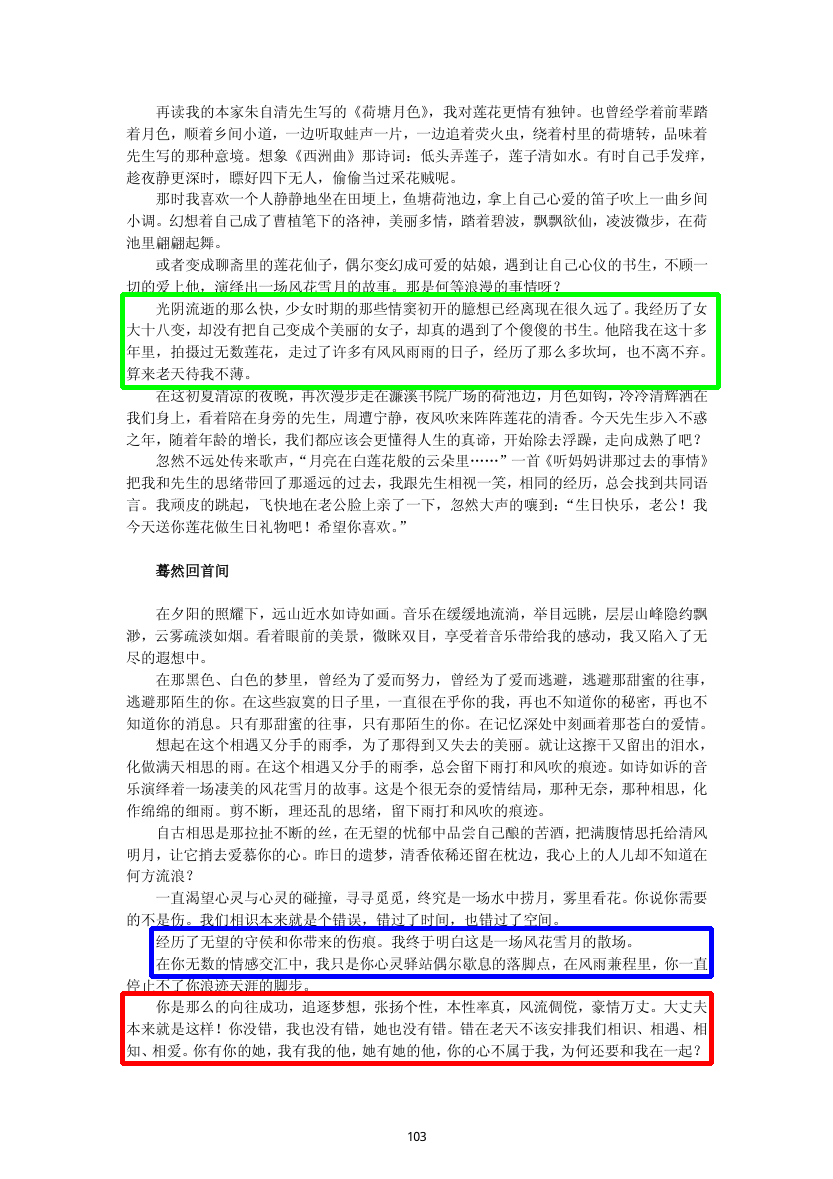 再读我的本家朱自清先生写的《荷塘月色》，我对莲花更情有独钟。也曾经学着前辈踏
着月色，顺着乡间小道，一边听取蛙声一片，一边追着荧火虫，绕着村里的荷塘转，品味着
先生写的那种意境。想象《西洲曲》那诗词：低头弄莲子，莲子清如水。有时自己手发痒，
趁夜静更深时，瞟好四下无人，偷偷当过采花贼呢。
那时我喜欢一个人静静地坐在田埂上，鱼塘荷池边，拿上自己心爱的笛子吹上一曲乡间
小调。幻想着自己成了曹植笔下的洛神，美丽多情，踏着碧波，飘飘欲仙，凌波微步，在荷
池里翩翩起舞。
或者变成聊斋里的莲花仙子，偶尔变幻成可爱的姑娘，遇到让自己心仪的书生，不顾一
切的爱上他，演绎出一场风花雪月的故事。那是何等浪漫的事情呀？
光阴流逝的那么快，少女时期的那些情窦初开的臆想已经离现在很久远了。我经历了女
大十八变，却没有把自己变成个美丽的女子，却真的遇到了个傻傻的书生。他陪我在这十多
年里，拍摄过无数莲花，走过了许多有风风雨雨的日子，经历了那么多坎坷，也不离不弃。
算来老天待我不薄。
在这初夏清凉的夜晚，再次漫步走在濂溪书院广场的荷池边，月色如钩，冷冷清辉洒在
我们身上，看着陪在身旁的先生，周遭宁静，夜风吹来阵阵莲花的清香。今天先生步入不惑
之年，随着年龄的增长，我们都应该会更懂得人生的真谛，开始除去浮躁，走向成熟了吧？
忽然不远处传来歌声，“月亮在白莲花般的云朵里……”一首《听妈妈讲那过去的事情》
把我和先生的思绪带回了那遥远的过去，我跟先生相视一笑，相同的经历，总会找到共同语
言。我顽皮的跳起，飞快地在老公脸上亲了一下，忽然大声的嚷到：“生日快乐，老公！我
今天送你莲花做生日礼物吧！希望你喜欢。”
蓦然回首间
在夕阳的照耀下，远山近水如诗如画。音乐在缓缓地流淌，举目远眺，层层山峰隐约飘
渺，云雾疏淡如烟。看着眼前的美景，微眯双目，享受着音乐带给我的感动，我又陷入了无
尽的遐想中。
在那黑色、白色的梦里，曾经为了爱而努力，曾经为了爱而逃避，逃避那甜蜜的往事，
逃避那陌生的你。在这些寂寞的日子里，一直很在乎你的我，再也不知道你的秘密，再也不
知道你的消息。只有那甜蜜的往事，只有那陌生的你。在记忆深处中刻画着那苍白的爱情。
想起在这个相遇又分手的雨季，为了那得到又失去的美丽。就让这擦干又留出的泪水，
化做满天相思的雨。在这个相遇又分手的雨季，总会留下雨打和风吹的痕迹。如诗如诉的音
乐演绎着一场凄美的风花雪月的故事。这是个很无奈的爱情结局，那种无奈，那种相思，化
作绵绵的细雨。剪不断，理还乱的思绪，留下雨打和风吹的痕迹。
自古相思是那拉扯不断的丝，在无望的忧郁中品尝自己酿的苦酒，把满腹情思托给清风
明月，让它捎去爱慕你的心。昨日的遗梦，清香依稀还留在枕边，我心上的人儿却不知道在
何方流浪？
一直渴望心灵与心灵的碰撞，寻寻觅觅，终究是一场水中捞月，雾里看花。你说你需要
的不是伤。我们相识本来就是个错误，错过了时间，也错过了空间。
经历了无望的守侯和你带来的伤痕。我终于明白这是一场风花雪月的散场。
在你无数的情感交汇中，我只是你心灵驿站偶尔歇息的落脚点，在风雨兼程里，你一直
停止不了你浪迹天涯的脚步。
你是那么的向往成功，追逐梦想，张扬个性，本性率真，风流倜傥，豪情万丈。大丈夫
本来就是这样！你没错，我也没有错，她也没有错。错在老天不该安排我们相识、相遇、相
知、相爱。你有你的她，我有我的他，她有她的他，你的心不属于我，为何还要和我在一起？
103